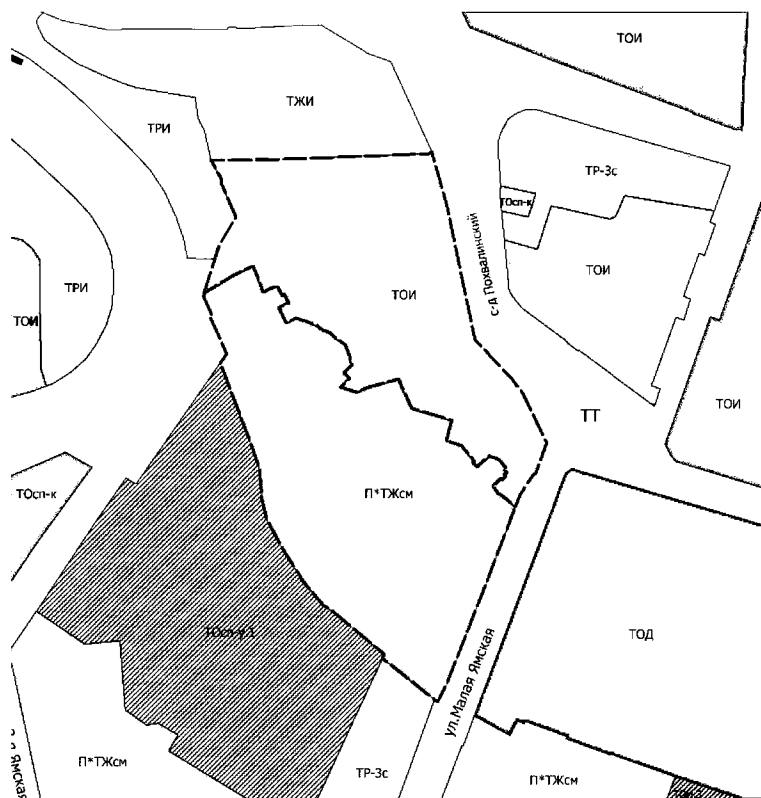 ТОИ
ТЖИ
ТРИ
ТР-3с
ТОсп-к
с-д Похвалинский
ТОИ
ТРИ
ТОИ
ТОИ
ТОИ
ТТ
П*ТЖсм
ТОсп-к
ТОсп-у.1
ТОД
ул.Малая Ямская
П*ТЖсм
ТР-3с
П*ТЖсм
Ямская